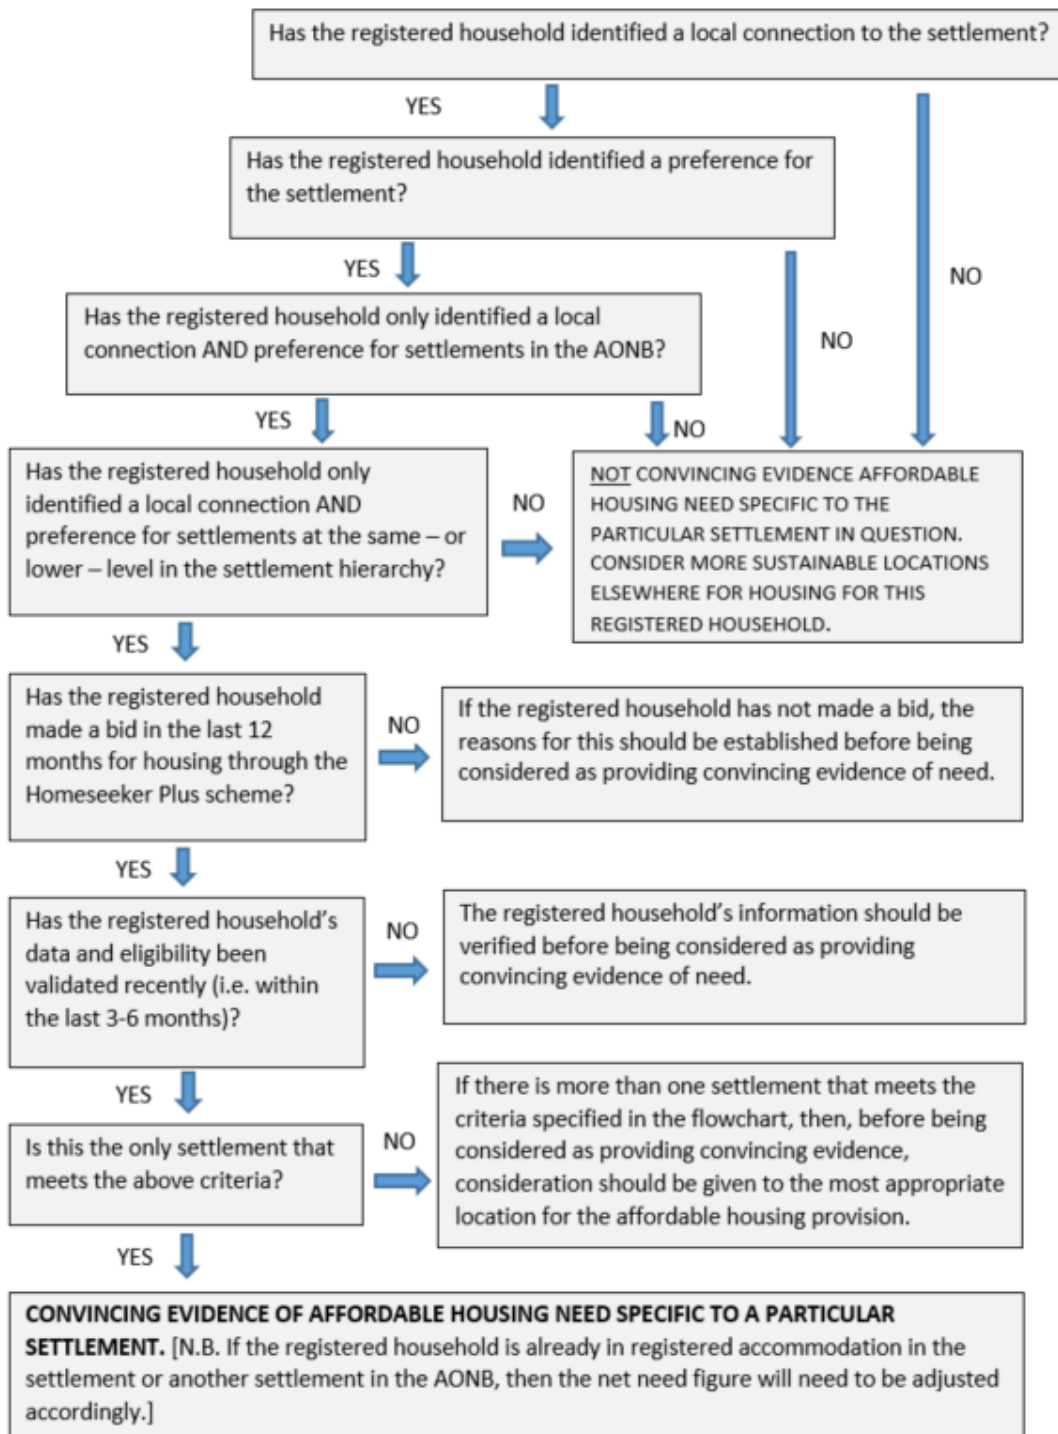 Has the registered household identified a local connection to the settlement?
YES
Has the registered household identified a preference for
the settlement?
YES
NO
NO
Has the registered household only identified a local
connection AND preference for settlements in the AONB?
YES
NO
Has the registered household only
identified a local connection AND
preference for settlements at the same – or
lower – level in the settlement hierarchy?
NO
NOT CONVINCING EVIDENCE AFFORDABLE
HOUSING NEED SPECIFIC TO THE
PARTICULAR SETTLEMENT IN QUESTION.
CONSIDER MORE SUSTAINABLE LOCATIONS
ELSEWHERE FOR HOUSING FOR THIS
REGISTERED HOUSEHOLD.
YES
Has the registered household
made a bid in the last 12
months for housing through the
Homeseeker Plus scheme?
NO
If the registered household has not made a bid, the
reasons for this should be established before being
considered as providing convincing evidence of need.
YES
Has the registered household's
data and eligibility been
validated recently (i.e. within
the last 3-6 months)?
NO
The registered household's information should be
verified before being considered as providing
convincing evidence of need.
YES
Is this the only settlement that
meets the above criteria?
NO
If there is more than one settlement that meets the
criteria specified in the flowchart, then, before being
considered as providing convincing evidence,
consideration should be given to the most appropriate
location for the affordable housing provision.
YES
CONVINCING EVIDENCE OF AFFORDABLE HOUSING NEED SPECIFIC TO A PARTICULAR
SETTLEMENT. [N.B. If the registered household is already in registered accommodation in the
settlement or another settlement in the AONB, then the net need figure will need to be adjusted
accordingly.]